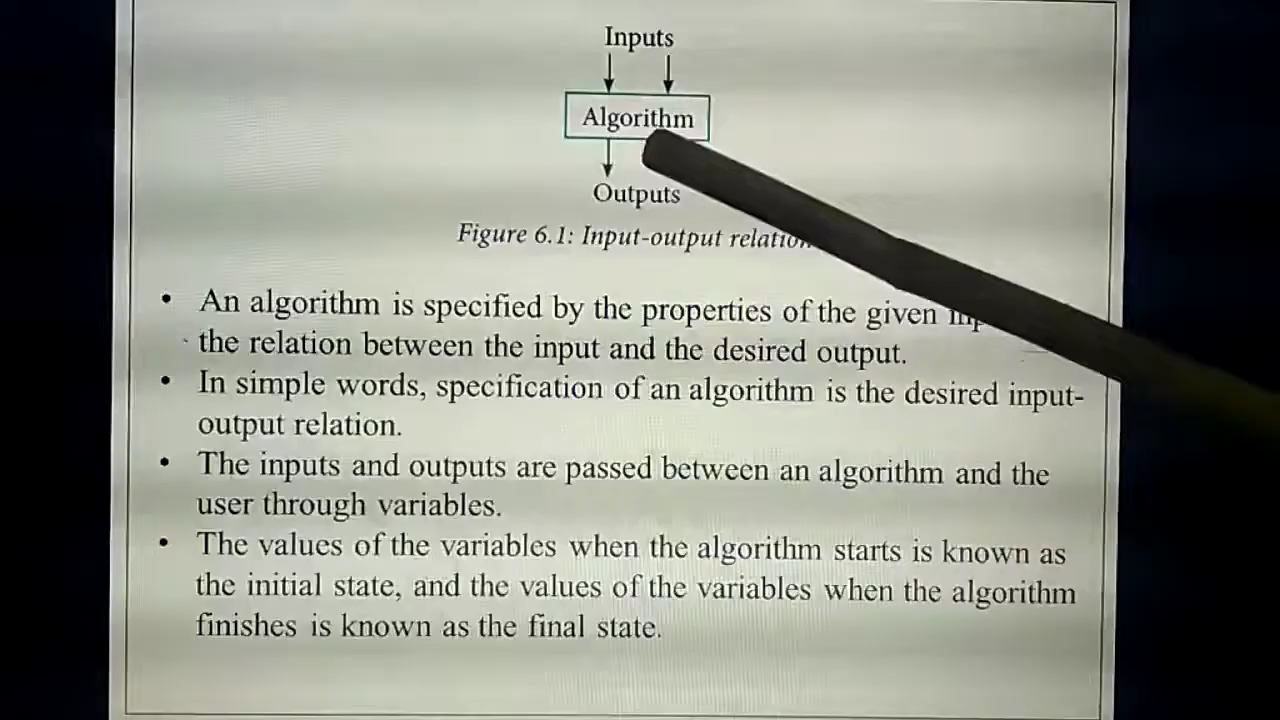 Inputs
Algorithm
Outputs
Figure 6.1: Input-output relation
• An algorithm is specified by the properties of the given
the relation between the input and the desired output.
• In simple words, specification of an algorithm is the desired input-
output relation.
• The inputs and outputs are passed between an algorithm and the
user through variables.
• The values of the variables when the algorithm starts is known as
the initial state, and the values of the variables when the algorithm
finishes is known as the final state.